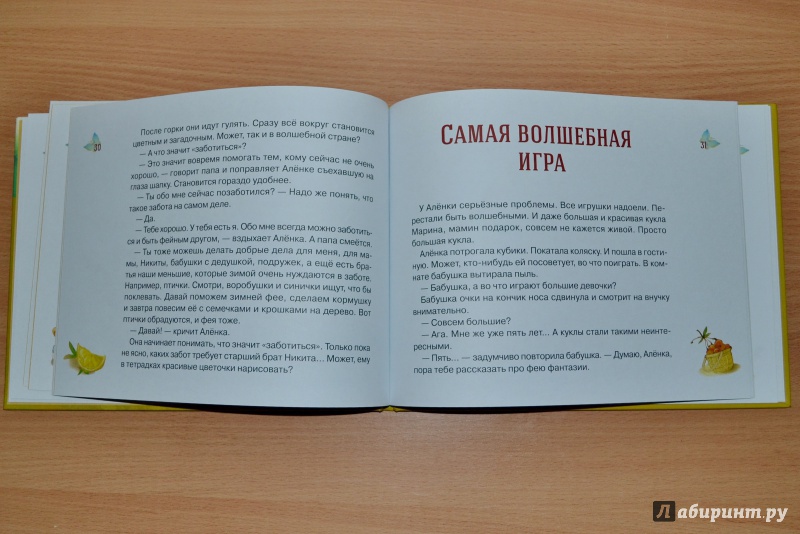 После горки они идут гулять. Сразу всё вокруг становится
цветным и загадочным. Может, так и в волшебной стране?
— А что значит «заботиться»?
— Это значит вовремя помогать тем, кому сейчас не очень
хорошо, — говорит папа и поправляет Алёнке съехавшую на
глаза шапку. Становится гораздо удобнее.
— Ты обо мне сейчас позаботился? — Надо же понять, что
такое забота на самом деле.
— Да.
— Тебе хорошо. У тебя есть я. Обо мне всегда можно заботить-
ся и быть фейным другом, — вздыхает Алёнка. А папа смеётся.
— Ты тоже можешь делать добрые дела для меня, для ма-
мы, Никиты, бабушки с дедушкой, подружек, а ещё есть бра-
тья наши меньшие, которые зимой очень нуждаются в заботе.
Например, птички. Смотри, воробушки и синички ищут, что бы
поклевать. Давай поможем зимней фее, сделаем кормушку
и завтра повесим её с семечками и крошками на дерево. Вот
птички обрадуются, и фея тоже.
— Давай! — кричит Алёнка.
Она начинает понимать, что значит «заботиться». Только пока
не ясно, каких забот требует старший брат Никита... Может, ему
в тетрадках красивые цветочки нарисовать?
30
САМАЯ ВОЛШЕБНАЯ
ИГРА
У Алёнки серьёзные проблемы. Все игрушки надоели. Пе-
рестали быть волшебными. И даже большая и красивая кукла
Марина, мамин подарок, совсем не кажется живой. Просто
большая кукла.
Алёнка потрогала кубики. Покатала коляску. И пошла в гости-
ную. Может, кто-нибудь ей посоветует, во что поиграть. В ком-
нате бабушка вытирала пыль.
— Бабушка, а во что играют большие девочки?
Бабушка очки на кончик носа сдвинула и смотрит на внучку
внимательно.
— Совсем большие?
— Ага. Мне же уже пять лет... А куклы стали такими неинте-
ресными.
— Пять... — задумчиво повторила бабушка. — Думаю, Алёнка,
пора тебе рассказать про фею фантазии.
31
Лабиринт.ру